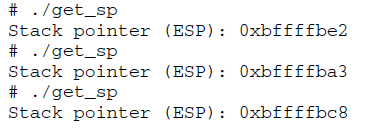 # ./get_sp
Stack pointer (ESP): 0xbffffbe2
# ./get_sp
Stack pointer (ESP): 0xbffffba3
# ./get_sp
Stack pointer (ESP): 0xbffffbc8